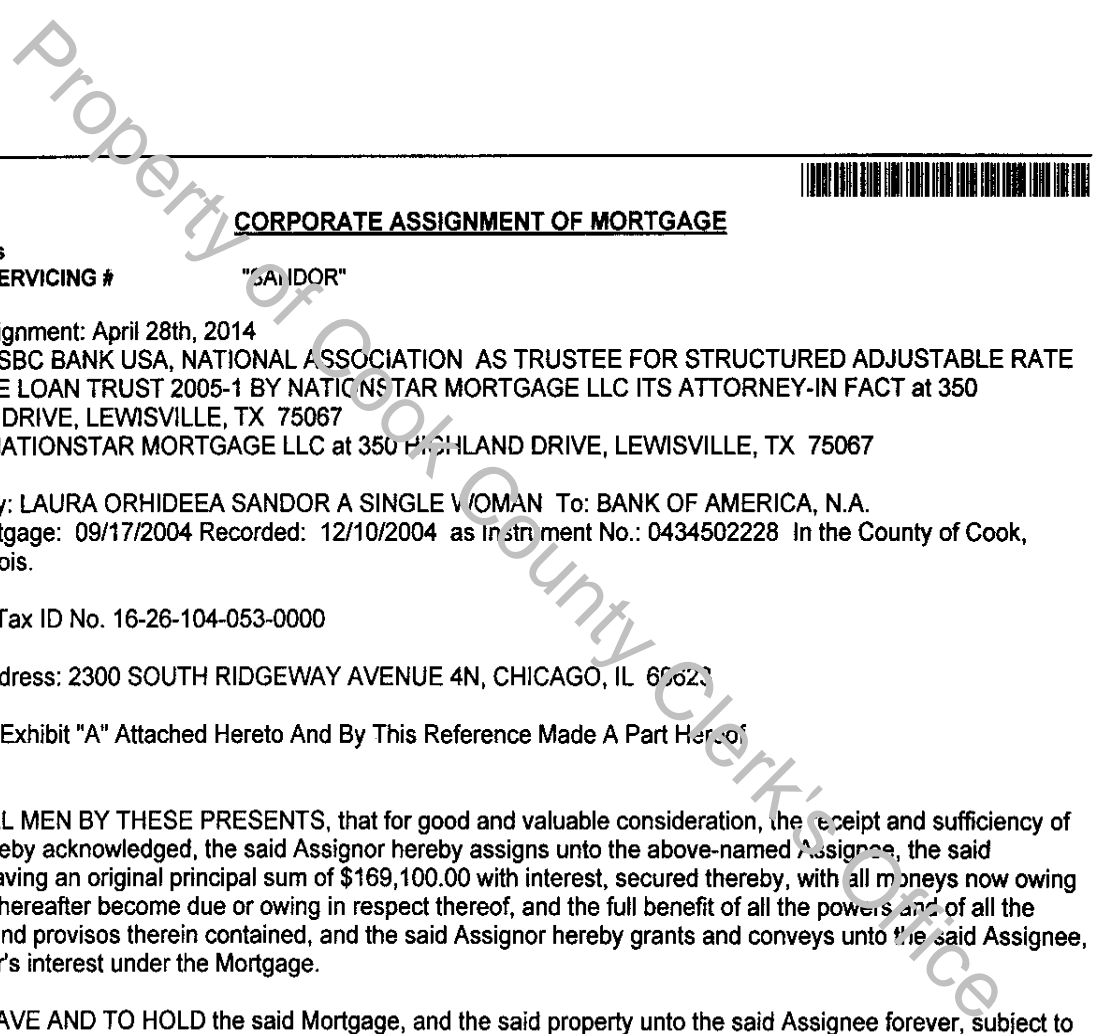 Property of Cook County Clerk's Office
CORPORATE ASSIGNMENT OF MORTGAGE
s
ERVICING # "SANDOR"
ignment: April 28th, 2014
SBC BANK USA, NATIONAL ASSOCIATION AS TRUSTEE FOR STRUCTURED ADJUSTABLE RATE
E LOAN TRUST 2005-1 BY NATIONSTAR MORTGAGE LLC ITS ATTORNEY-IN FACT at 350
DRIVE, LEWISVILLE, TX 75067
ATIONSTAR MORTGAGE LLC at 350 HIGHLAND DRIVE, LEWISVILLE, TX 75067
y: LAURA ORHIDEEA SANDOR A SINGLE WOMAN To: BANK OF AMERICA, N.A.
tgage: 09/17/2004 Recorded: 12/10/2004 as Instrument No.: 0434502228 In the County of Cook,
ois.
Tax ID No. 16-26-104-053-0000
dress: 2300 SOUTH RIDGEWAY AVENUE 4N, CHICAGO, IL 60623
Exhibit "A" Attached Hereto And By This Reference Made A Part Hereof
L MEN BY THESE PRESENTS, that for good and valuable consideration, the receipt and sufficiency of
eby acknowledged, the said Assignor hereby assigns unto the above-named Assignee, the said
aving an original principal sum of $169,100.00 with interest, secured thereby, with all moneys now owing
hereafter become due or owing in respect thereof, and the full benefit of all the powers and of all the
nd provisos therein contained, and the said Assignor hereby grants and conveys unto the said Assignee,
r's interest under the Mortgage.
AVE AND TO HOLD the said Mortgage, and the said property unto the said Assignee forever, subject to